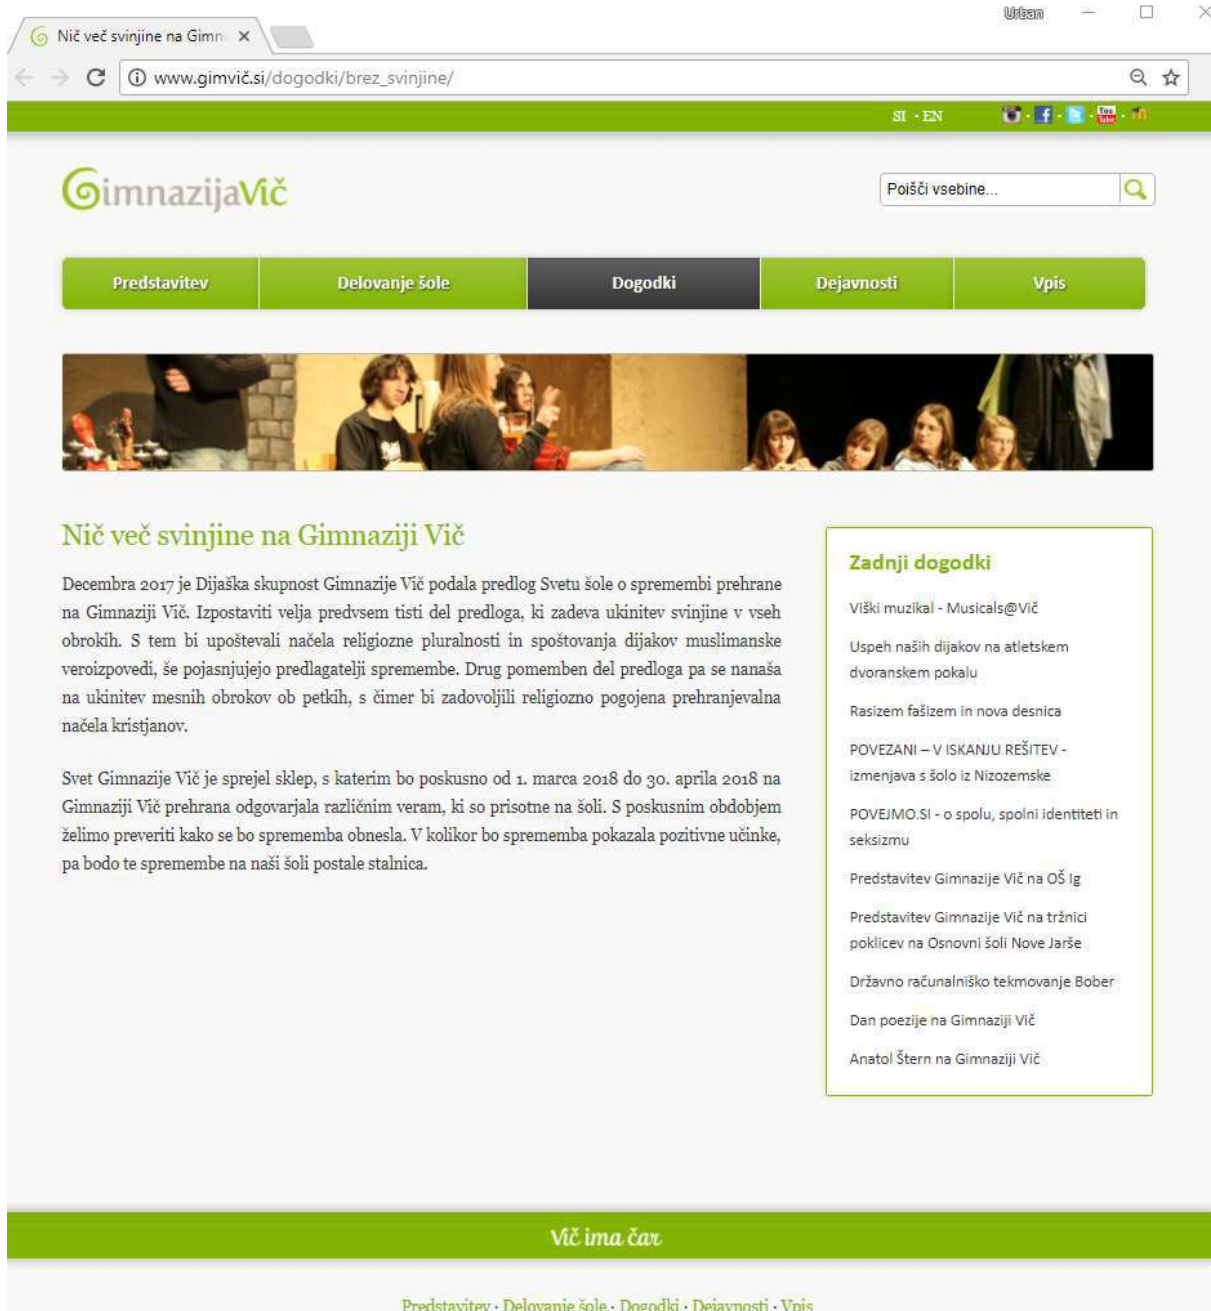 Urban
Nič več svinjine na Gimn
www.gimvič.si/dogodki/brez_svinjine/
SI · EN
You Tube
GimnazijaVič
Poišči vsebine...
Predstavitev Delovanje šole Dogodki Dejavnosti Vpis
Nič več svinjine na Gimnaziji Vič
Decembra 2017 je Dijaška skupnost Gimnazije Vič podala predlog Svetu šole o spremembi prehrane
na Gimnaziji Vič. Izpostaviti velja predvsem tisti del predloga, ki zadeva ukinitev svinjine v vseh
obrokih. S tem bi upoštevali načela religiozne pluralnosti in spoštovanja dijakov muslimanske
veroizpovedi, še pojasnjujejo predlagatelji spremembe. Drug pomemben del predloga pa se nanaša
na ukinitev mesnih obrokov ob petkih, s čimer bi zadovoljili religiozno pogojena prehranjevalna
načela kristjanov.
Svet Gimnazije Vič je sprejel sklep, s katerim bo poskusno od 1. marca 2018 do 30. aprila 2018 na
Gimnaziji Vič prehrana odgovarjala različnim veram, ki so prisotne na šoli. S poskusnim obdobjem
želimo preveriti kako se bo sprememba obnesla. V kolikor bo sprememba pokazala pozitivne učinke,
pa bodo te spremembe na naši šoli postale stalnica.
Zadnji dogodki
Viški muzikal - Musicals@Vič
Uspeh naših dijakov na atletskem
dvoranskem pokalu
Rasizem fašizem in nova desnica
POVEZANI – V ISKANJU REŠITEV -
izmenjava s šolo iz Nizozemske
POVEJMO.SI - o spolu, spolni identiteti in
seksizmu
Predstavitev Gimnazije Vič na OŠ Ig
Predstavitev Gimnazije Vič na tržnici
poklicev na Osnovni šoli Nove Jarše
Državno računalniško tekmovanje Bober
Dan poezije na Gimnaziji Vič
Anatol Štern na Gimnaziji Vič
Vič ima čar
Predstavitev · Delovanje šole · Dogodki · Dejavnosti · Vpis